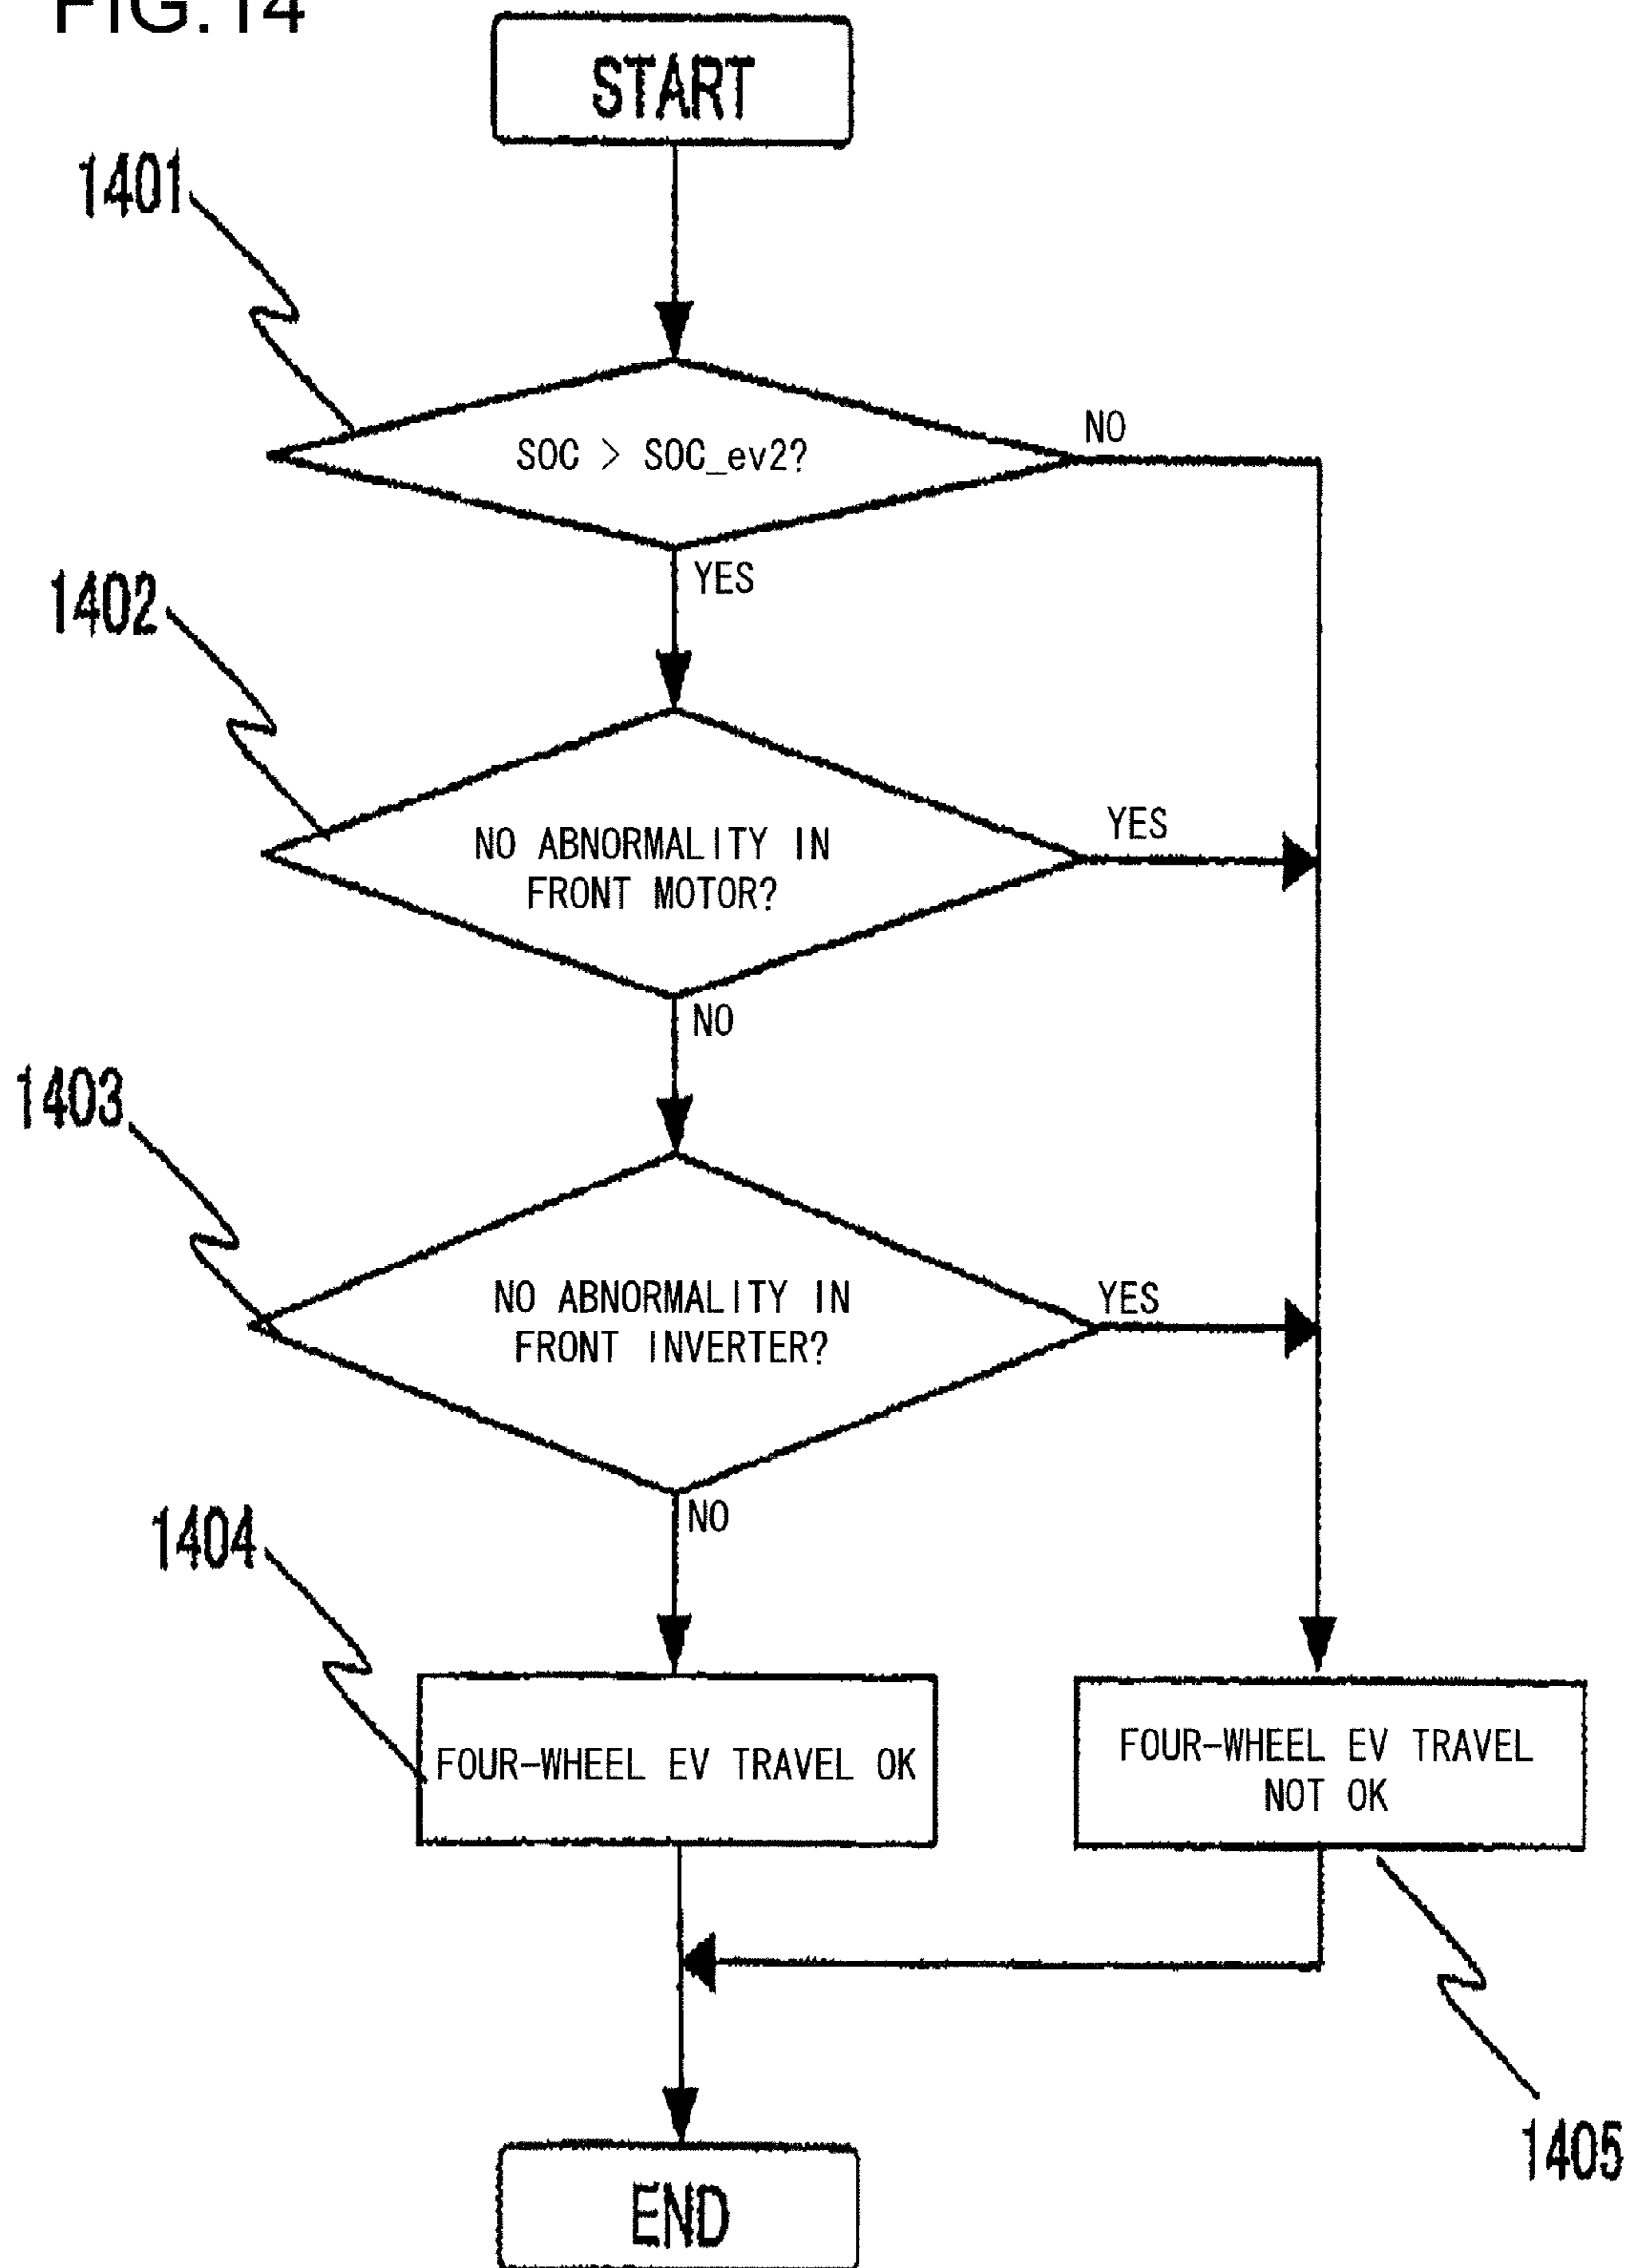 FIG.14
START
1401
SOC > SOC_ev2?
NO
YES
1402
NO ABNORMALITY IN
FRONT MOTOR?
YES
NO
1403
NO ABNORMALITY IN
FRONT INVERTER?
YES
NO
1404
FOUR-WHEEL EV TRAVEL OK
FOUR-WHEEL EV TRAVEL
NOT OK
1405
END